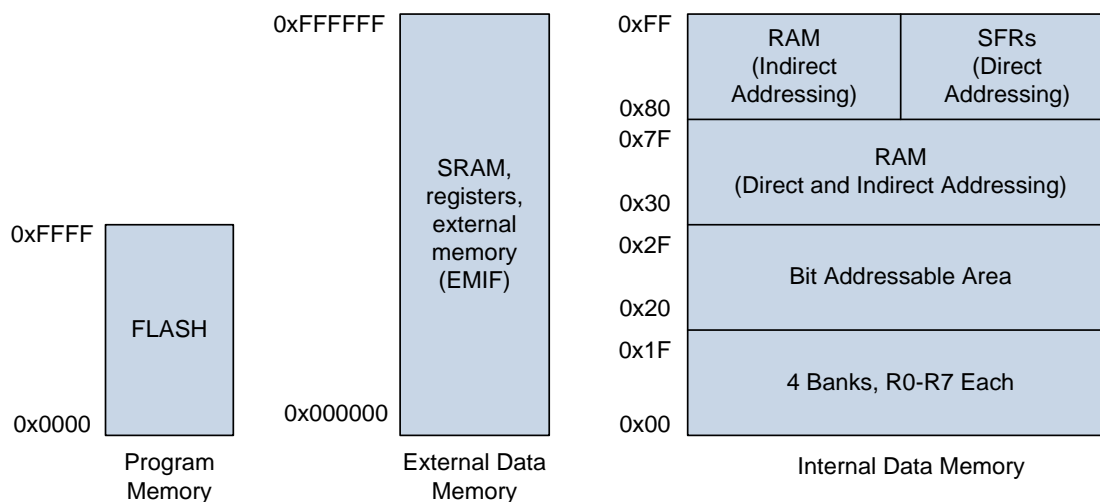 0xFFFF
FLASH
0x0000
Program
Memory
0xFFFFFF
SRAM,
registers,
external
memory
(EMIF)
0x000000
External Data
Memory
0xFF
RAM
(Indirect
Addressing)
SFRs
(Direct
Addressing)
0x80
0x7F
RAM
(Direct and Indirect Addressing)
0x30
0x2F
Bit Addressable Area
0x20
0x1F
4 Banks, R0-R7 Each
0x00
Internal Data Memory